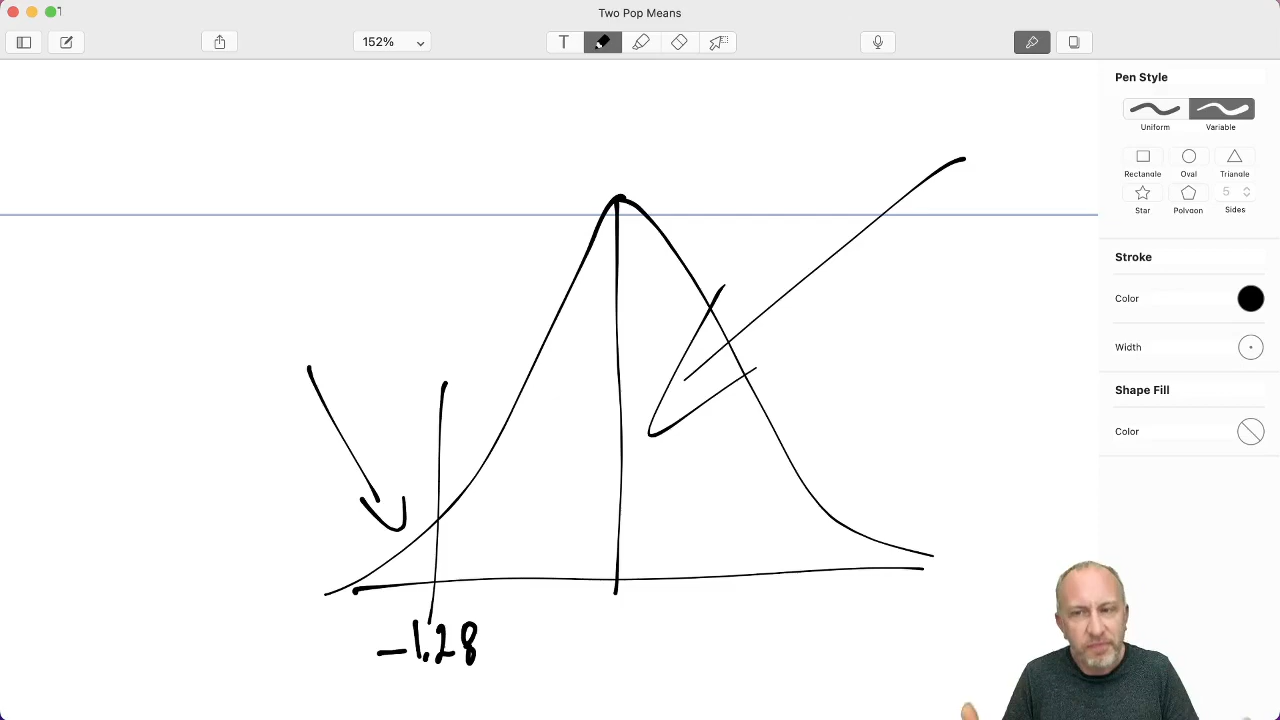 Two Pop Means
152%
T
Pen Style
Uniform
Variable
Rectangle
Oval
Triangle
5
Star
Polygon
Sides
Stroke
Color
Width
Shape Fill
Color
-1.28